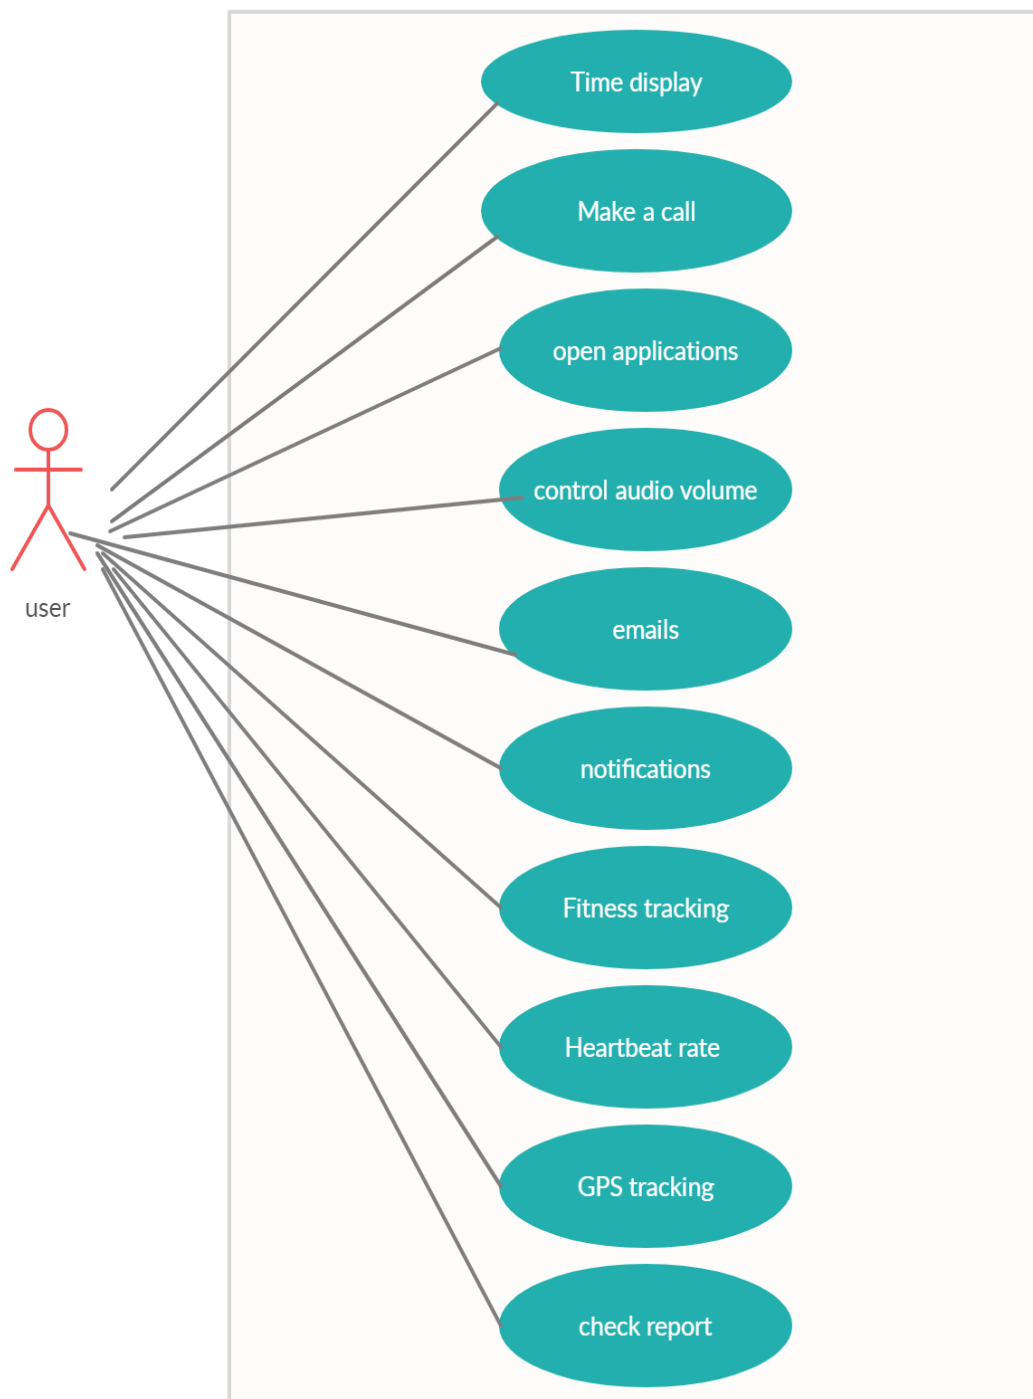 Time display
Make a call
open applications
control audio volume
user
emails
notifications
Fitness tracking
Heartbeat rate
GPS tracking
check report